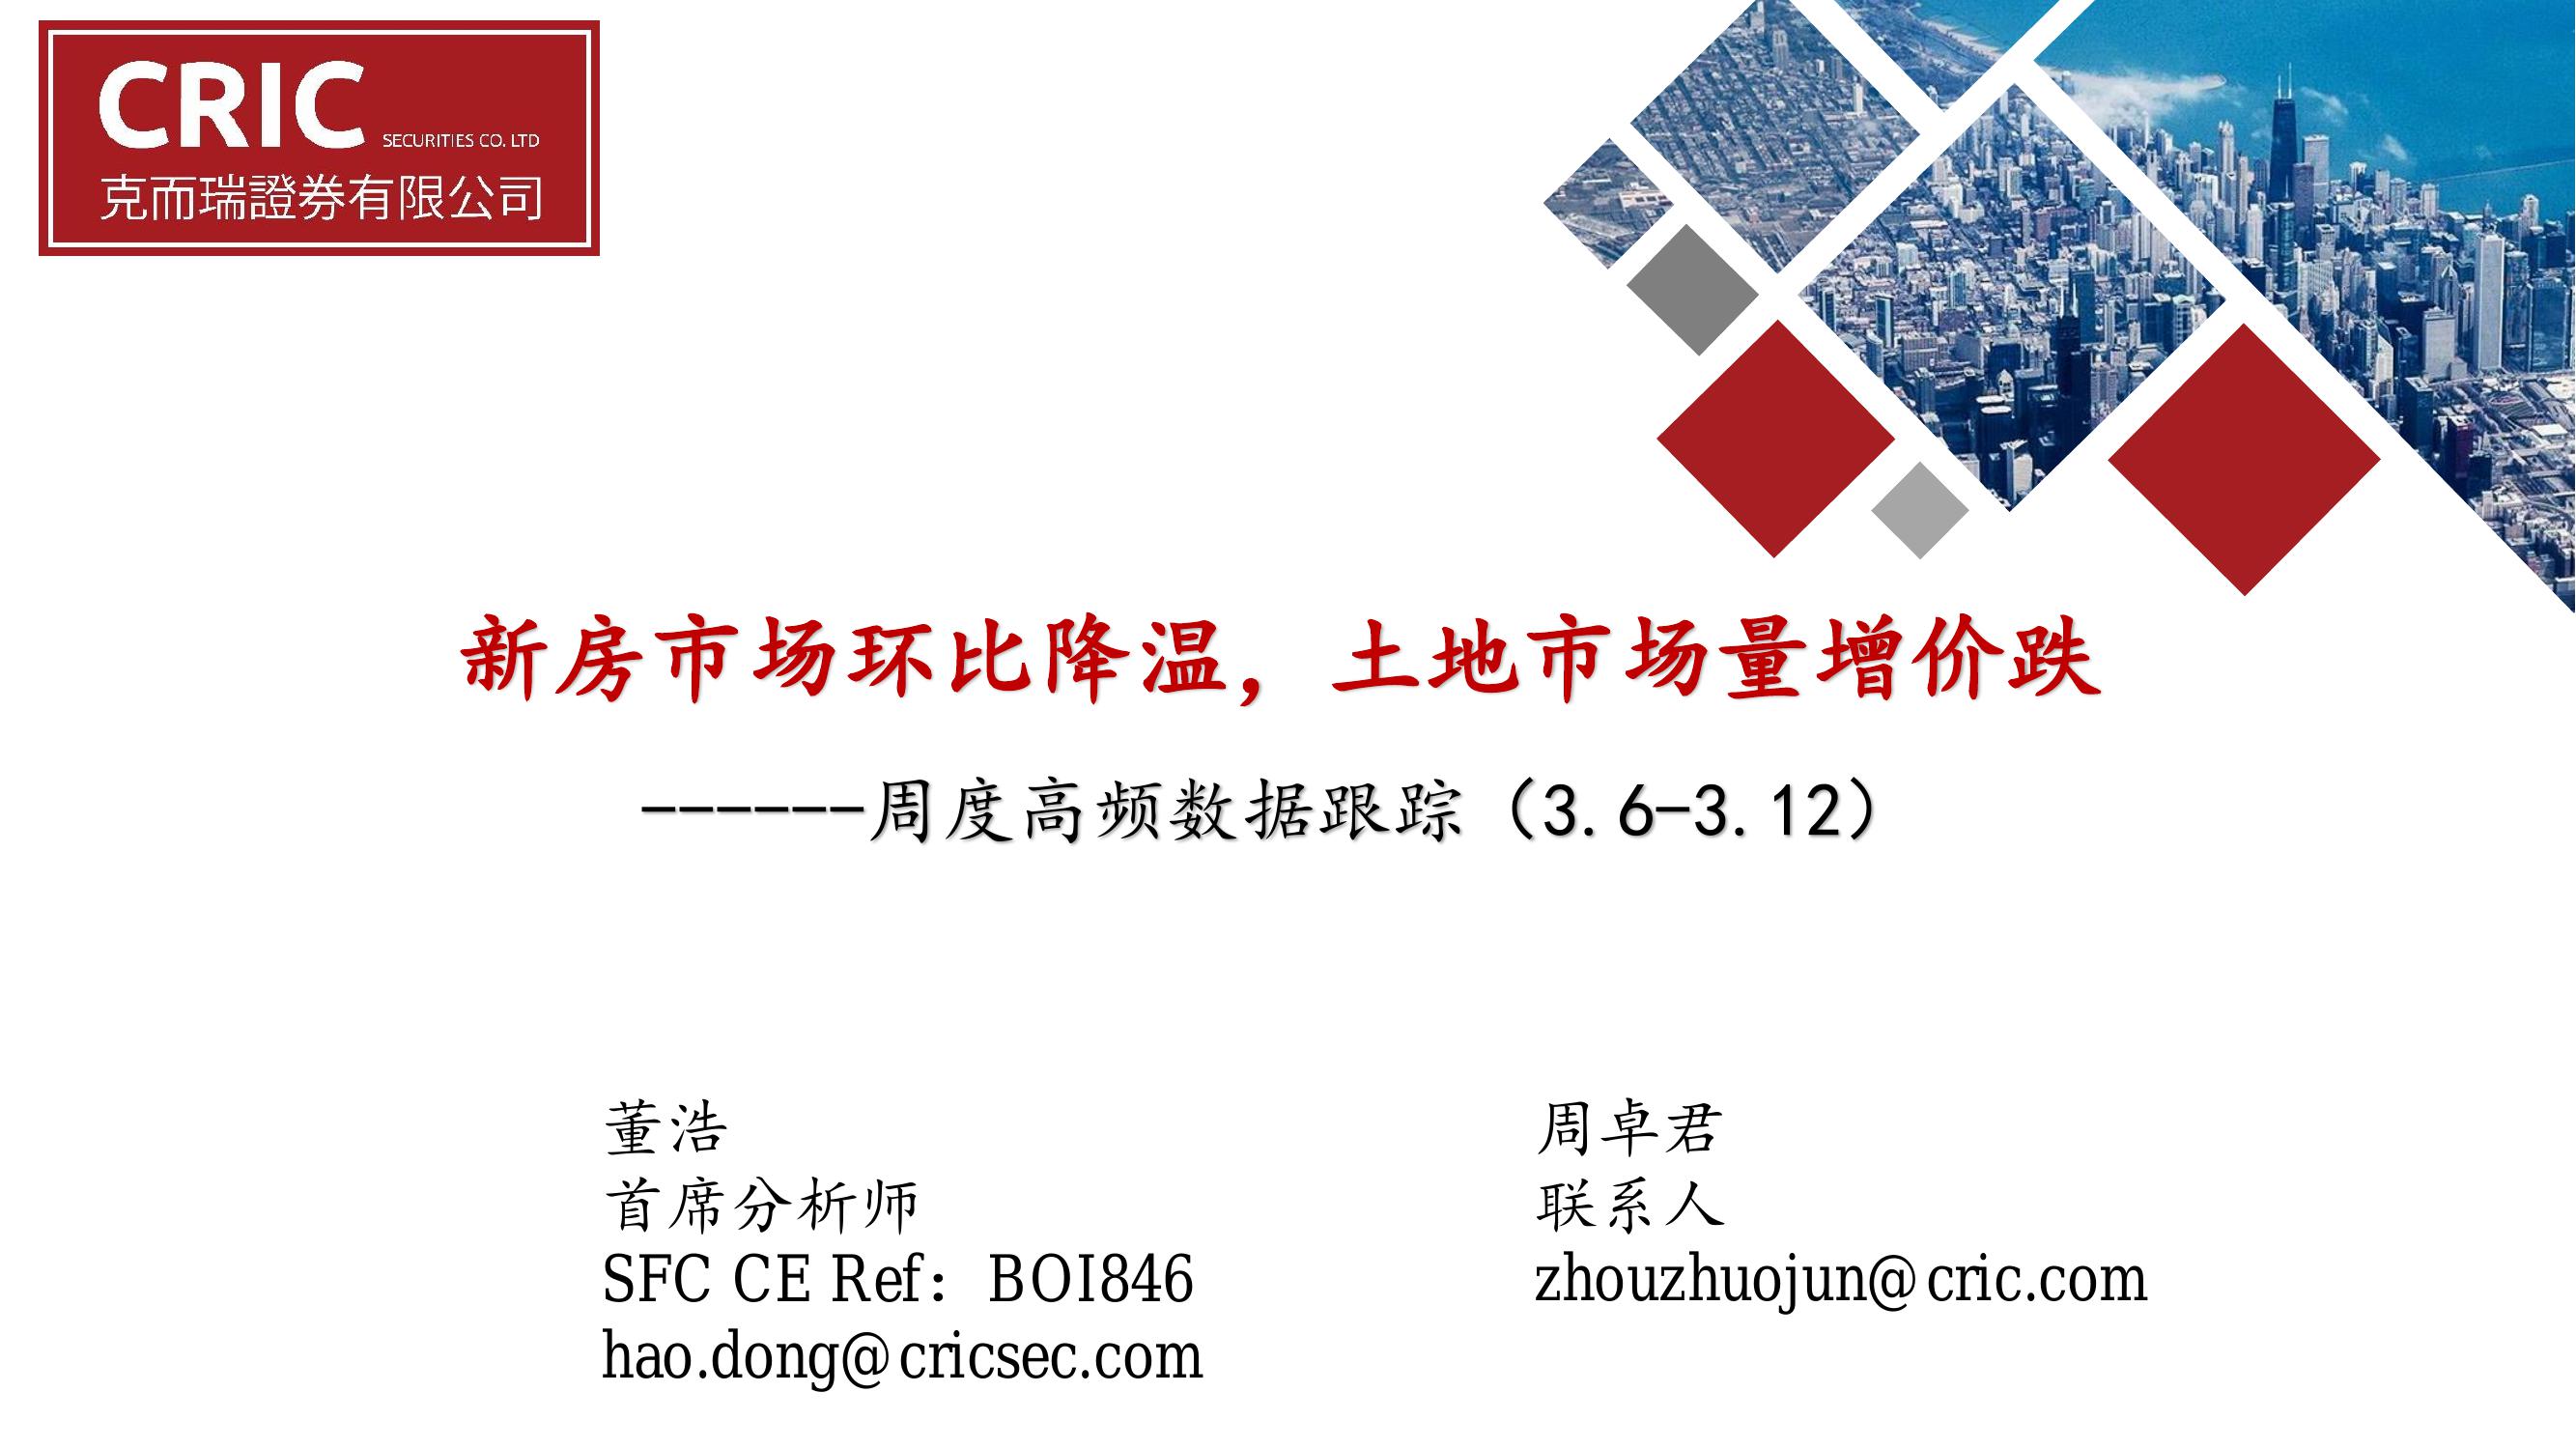 CRIC SECURITIES CO. LTD
克而瑞證券有限公司
新房市场环比降温，土地市场量增价跌
------周度高频数据跟踪（3.6-3.12）
董浩
首席分析师
SFC CE Ref：BOI846
hao.dong@cricsec.com
周卓君
联系人
zhouzhuojun@cric.com